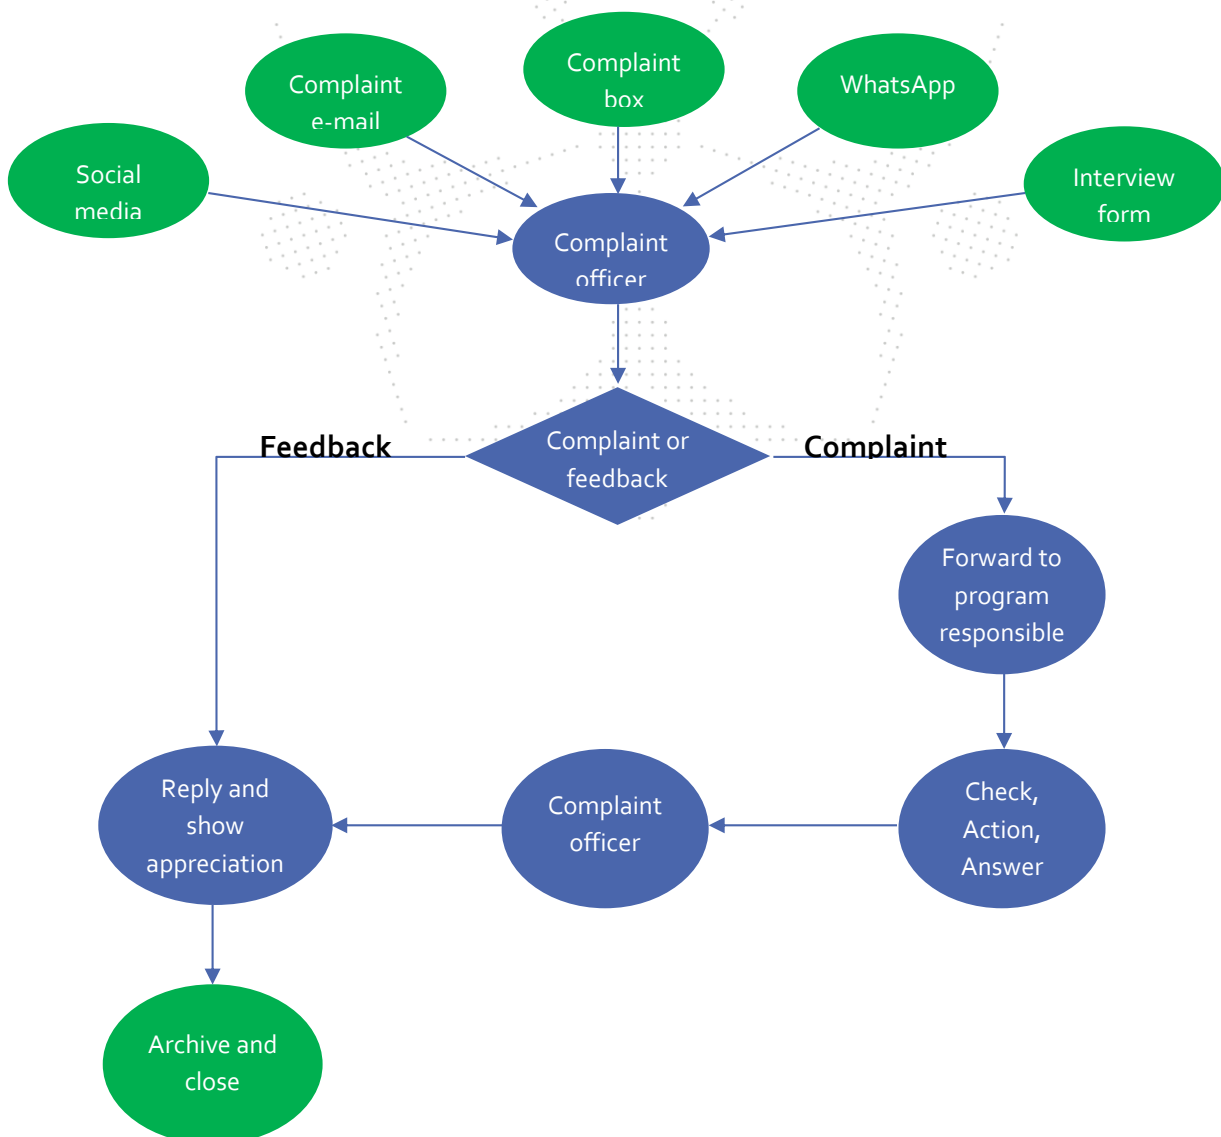 Complaint
box
Complaint
e-mail
WhatsApp
Social
media
Interview
form
Complaint
officer
Complaint or
feedback
Feedback
Complaint
Forward to
program
responsible
Reply and
show
appreciation
Complaint
officer
Check,
Action,
Answer
Archive and
close